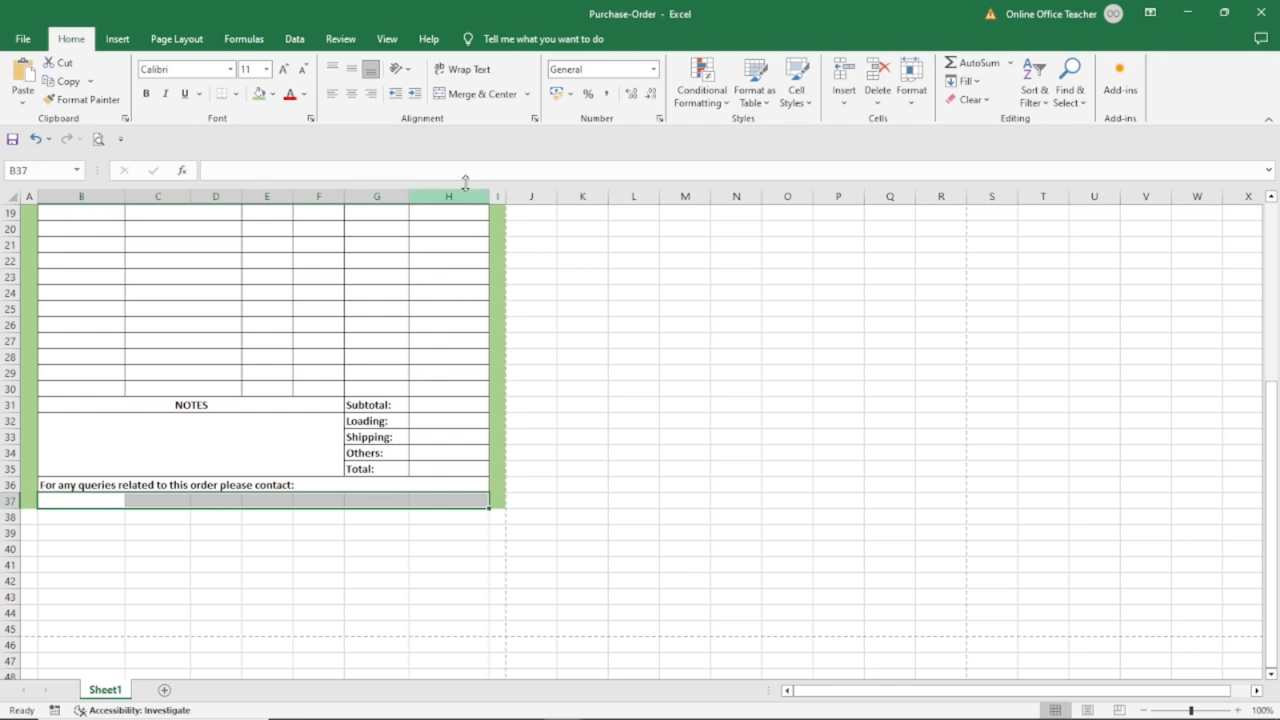 Purchase-Order - Excel
Online Office Teacher OO
File Home Insert Page Layout Formulas Data Review View Help Tell me what you want to do
Paste
Cut
Copy
Format Painter
Calibri 11
B I U
Wrap Text
Merge & Center
General
Conditional Formatting
Format as Table
Cell Styles
Insert Delete Format
AutoSum
Fill
Clear
Sort & Filter
Find & Select
Add-ins
Clipboard Font Alignment Number Styles Cells Editing Add-ins
B37 fx
A B C D E F G H I J K L M N O P Q R S T U V W X
19
20
21
22
23
24
25
26
27
28
29
30
31 NOTES Subtotal:
32 Loading:
33 Shipping:
34 Others:
35 Total:
36 For any queries related to this order please contact:
37
38
39
40
41
42
43
44
45
46
47
48
Sheet1
Ready Accessibility: Investigate 100%